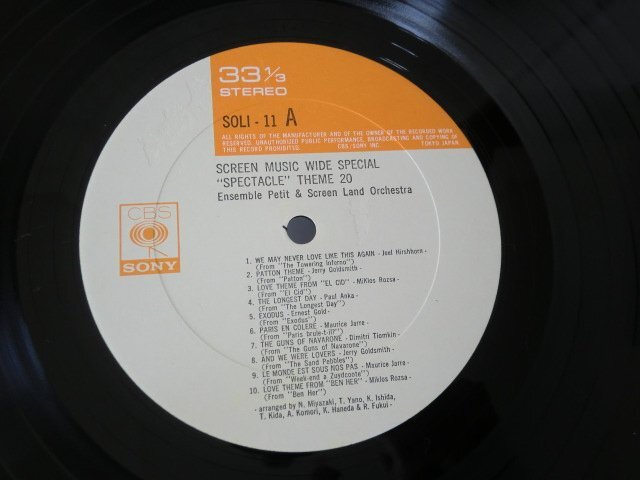 33 1/3
STEREO
SOLI - 11 A
ALL RIGHTS OF THE MANUFACTURER AND OF THE OWNER OF THE RECORDED WORK
RESERVED. UNAUTHORIZED PUBLIC PERFORMANCE, BROADCASTING AND COPYING OF
THIS RECORD PROHIBITED. CBS/SONY INC. TOKYO JAPAN.
SCREEN MUSIC WIDE SPECIAL
"SPECTACLE" THEME 20
Ensemble Petit & Screen Land Orchestra
CBS
SONY
1. WE MAY NEVER LOVE LIKE THIS AGAIN - Joel Hirshhorn -
(From "The Towering Inferno")
2. PATTON THEME - Jerry Goldsmith -
(From "Patton")
3. LOVE THEME FROM "EL CID" - Miklos Rozsa -
(From "El Cid")
4. THE LONGEST DAY - Paul Anka -
(From "The Longest Day")
5. EXODUS - Ernest Gold -
(From "Exodus")
6. PARIS EN COLERE - Maurice Jarre -
(From "Paris brule-t-il?")
7. THE GUNS OF NAVARONE - Dimitri Tiomkin -
(From "The Guns of Navarone")
8. AND WE WERE LOVERS - Jerry Goldsmith -
(From "The Sand Pebbles")
9. LE MONDE EST SOUS NOS PAS - Maurice Jarre -
(From "Week-end a Zuydcoote")
10. LOVE THEME FROM "BEN HER" - Miklos Rozsa -
(From "Ben Her")
- arranged by N. Miyazaki, T. Yano, K. Ishida,
T. Kida, A. Komori, K. Haneda & R. Fukui -